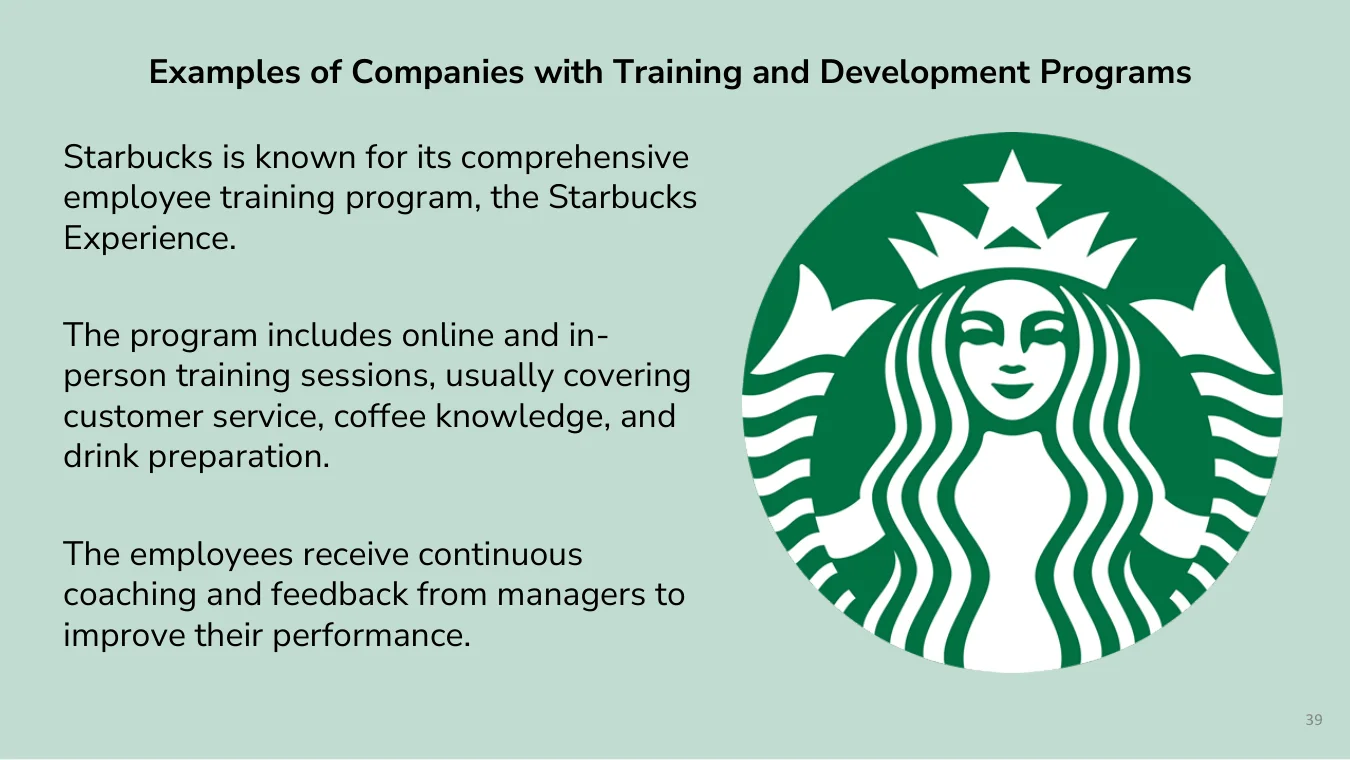 Examples of Companies with Training and Development Programs
Starbucks is known for its comprehensive
employee training program, the Starbucks
Experience.
The program includes online and in-
person training sessions, usually covering
customer service, coffee knowledge, and
drink preparation.
The employees receive continuous
coaching and feedback from managers to
improve their performance.
39